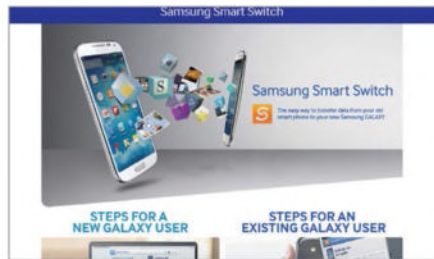 Samsung Smart Switch
Samsung Smart Switch
S
The easy way to transfer data from your old
smart phone to your new Samsung GALAXY
STEPS FOR A
NEW GALAXY USER
STEPS FOR AN
EXISTING GALAXY USER